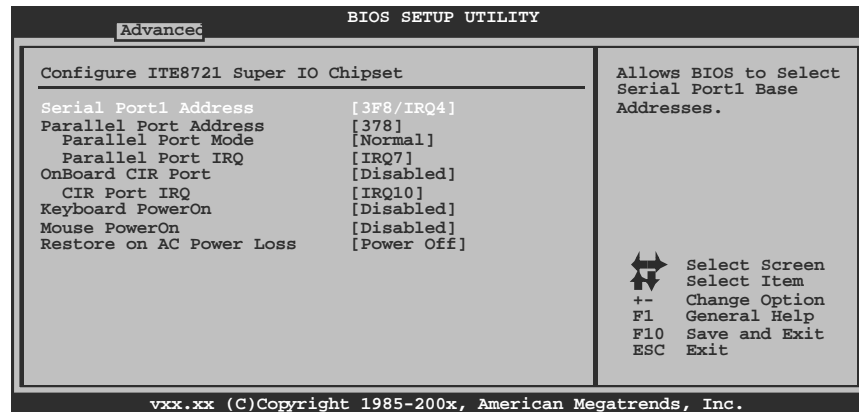 BIOS SETUP UTILITY
Advanced
Configure ITE8721 Super IO Chipset
Serial Port1 Address [3F8/IRQ4]
Parallel Port Address [378]
Parallel Port Mode [Normal]
Parallel Port IRQ [IRQ7]
OnBoard CIR Port [Disabled]
CIR Port IRQ [IRQ10]
Keyboard PowerOn [Disabled]
Mouse PowerOn [Disabled]
Restore on AC Power Loss [Power Off]
Allows BIOS to Select
Serial Port1 Base
Addresses.
Select Screen
Select Item
+- Change Option
F1 General Help
F10 Save and Exit
ESC Exit
vxx.xx (C)Copyright 1985-200x, American Megatrends, Inc.